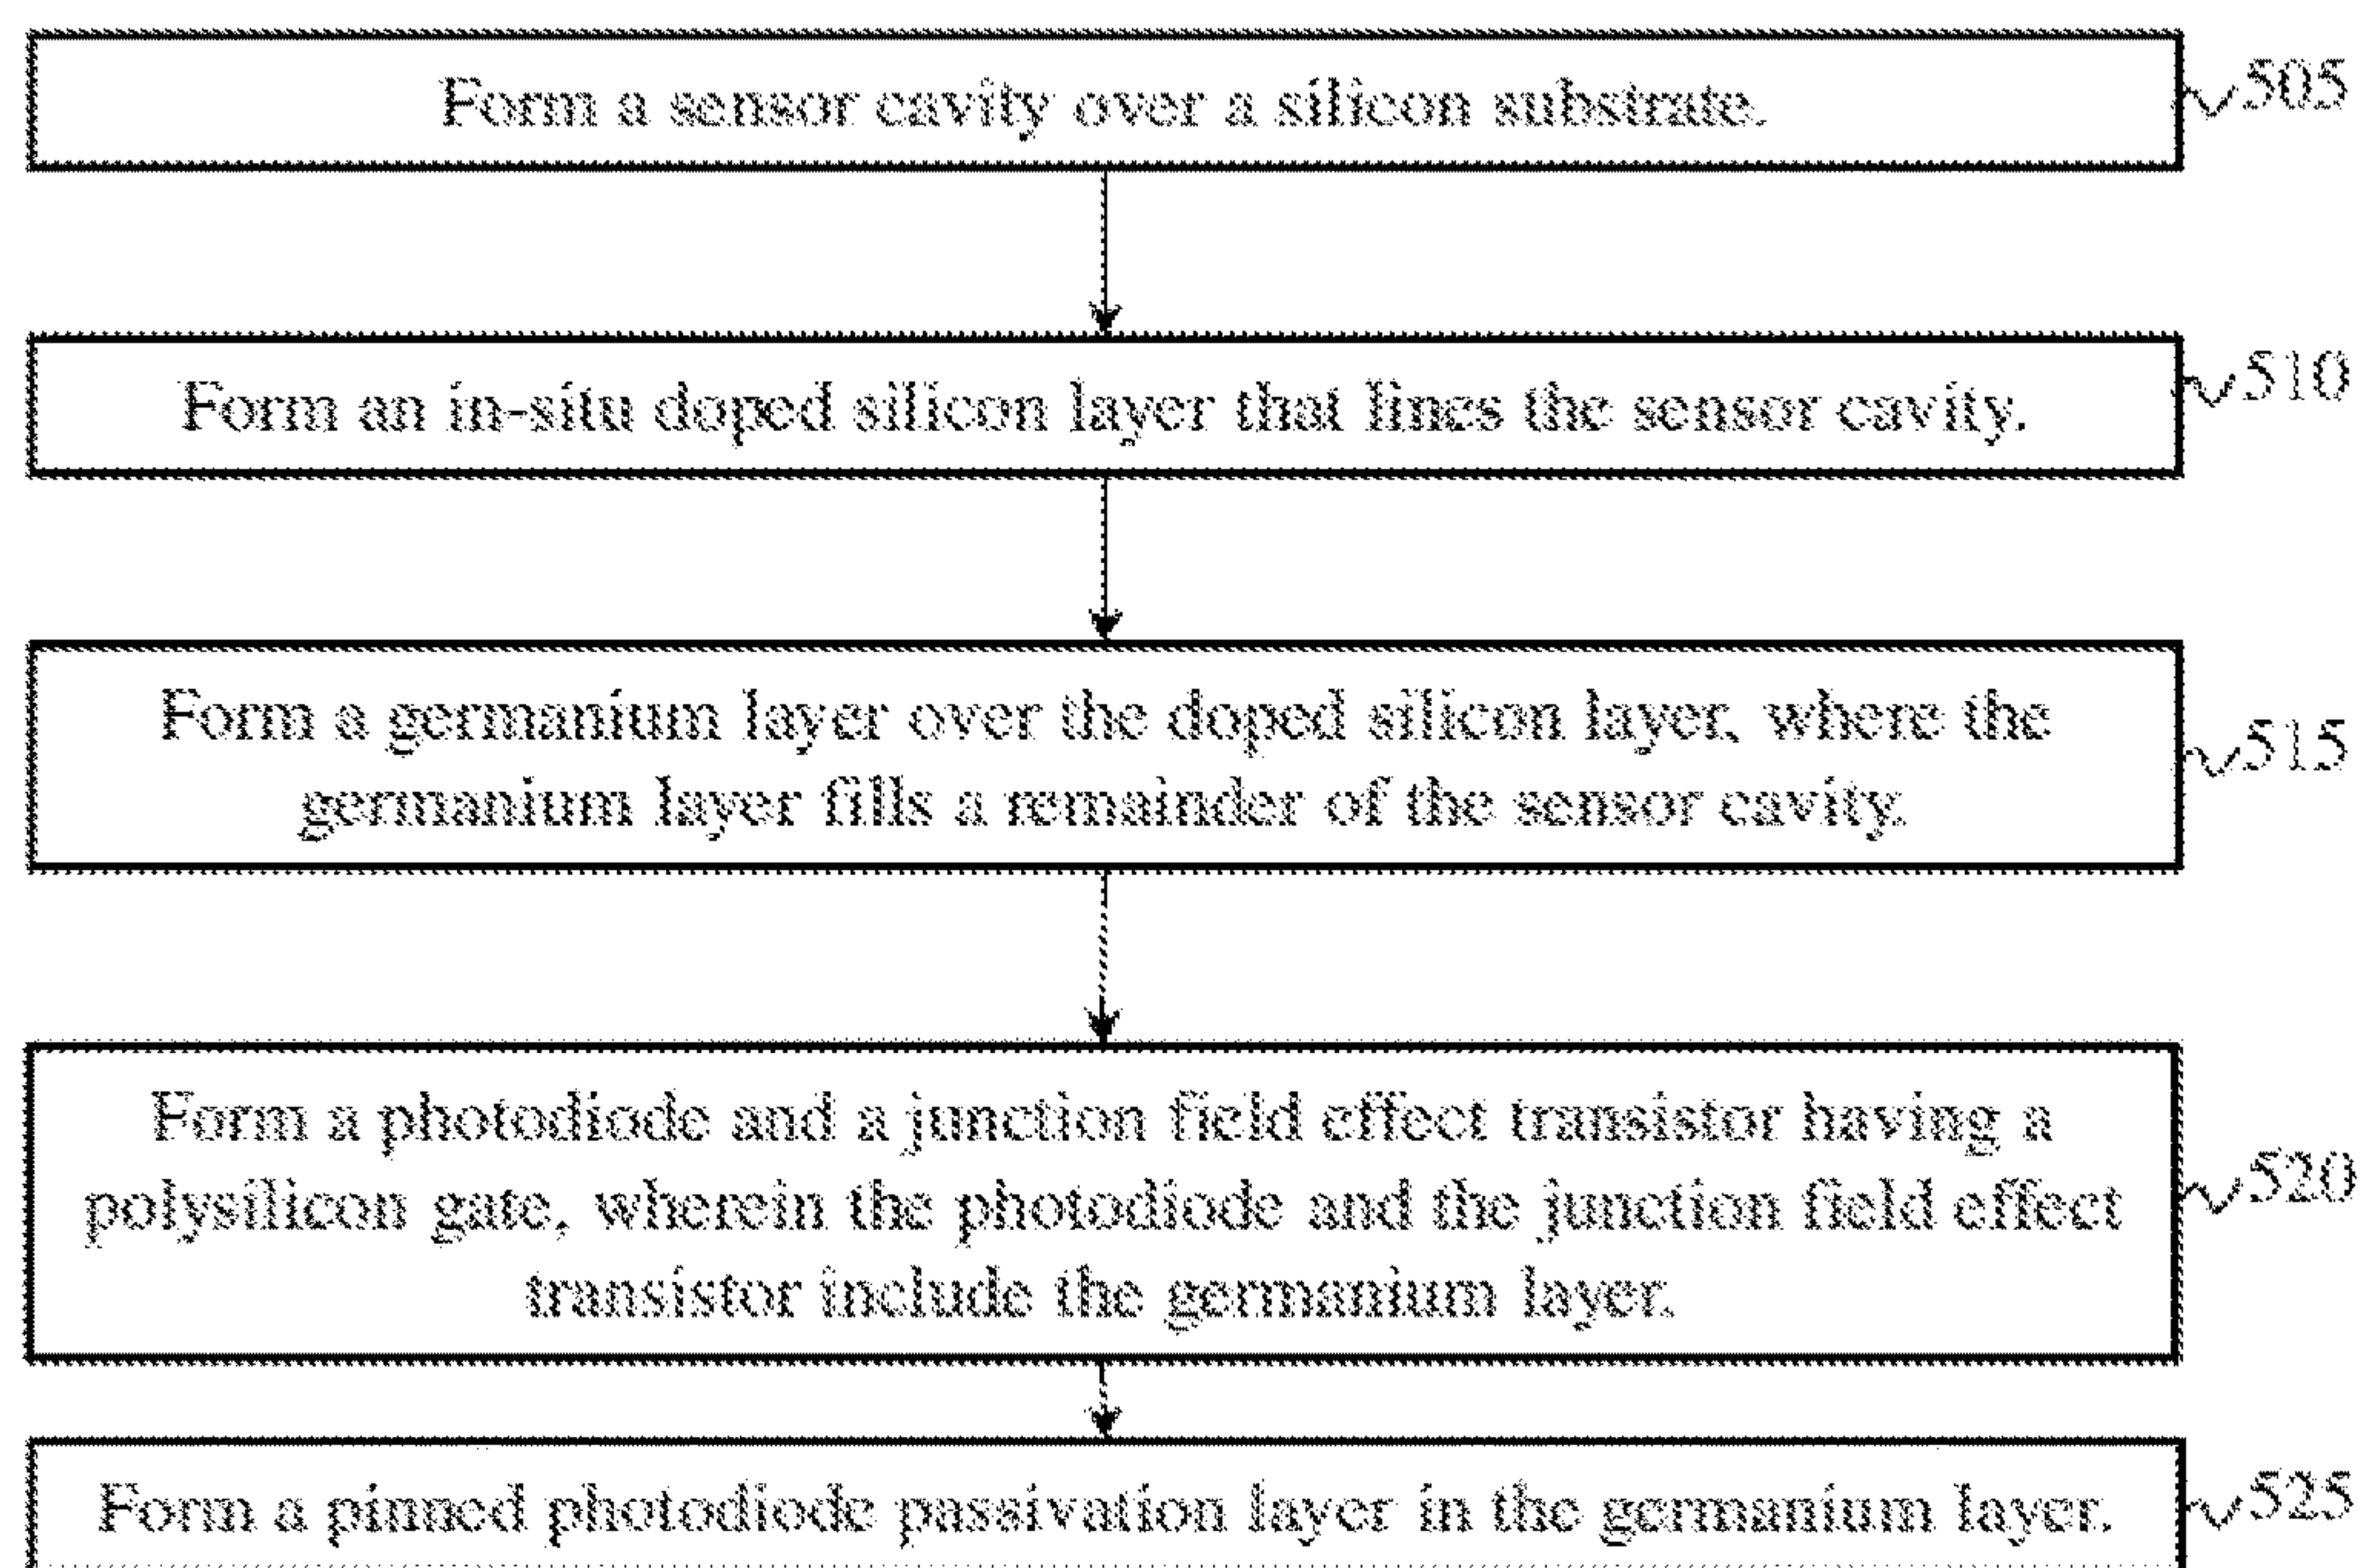 Form a sensor cavity over a silicon substrate.
505
Form an in-situ doped silicon layer that lines the sensor cavity.
510
Form a germanium layer over the doped silicon layer, where the
germanium layer fills a remainder of the sensor cavity.
515
Form a photodiode and a junction field effect transistor having a
polysilicon gate, wherein the photodiode and the junction field effect
transistor include the germanium layer.
520
Form a pinned photodiode passivation layer in the germanium layer.
525